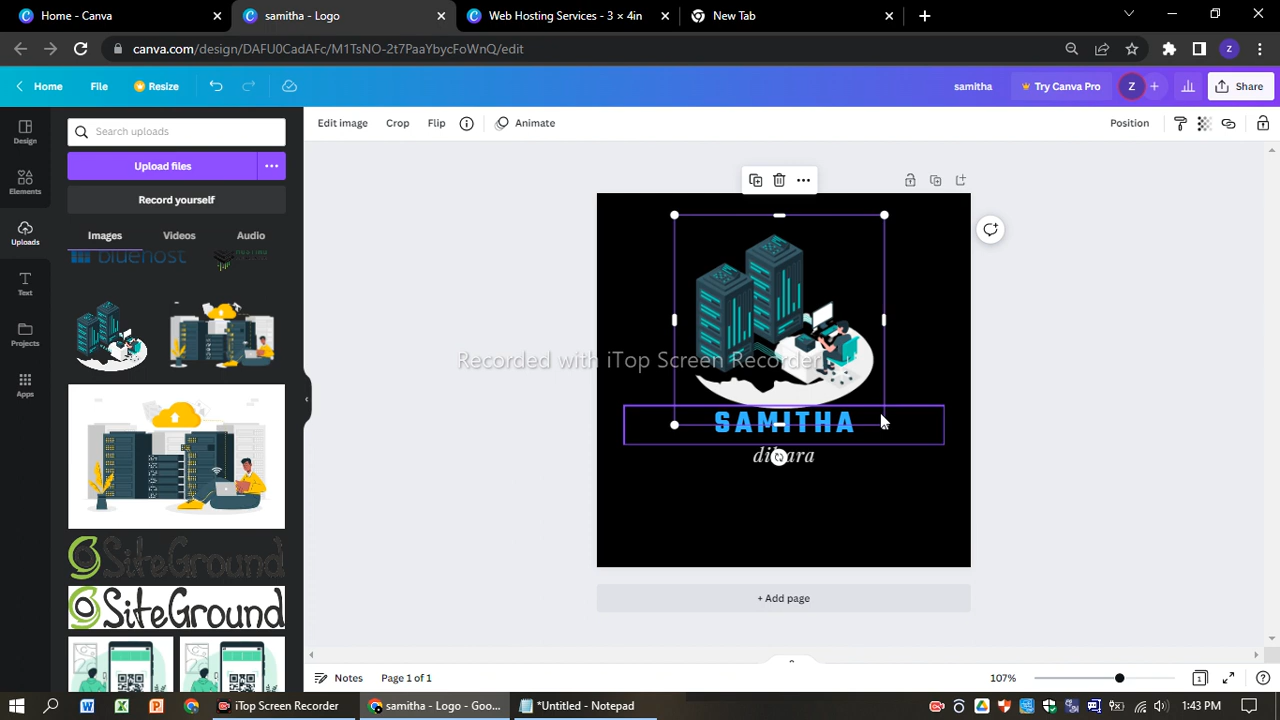 Home - Canva
samitha - Logo
Web Hosting Services - 3 × 4in
New Tab
canva.com/design/DAFU0CadAFc/M1TsNO-2t7PaaYbycFoWnQ/edit
Z
Home
File
Resize
samitha
Try Canva Pro
Z
Share
Design
Elements
Uploads
Text
Projects
Apps
Search uploads
Upload files
Record yourself
Images
Videos
Audio
bluehost
SiteGround
SiteGround
Edit image
Crop
Flip
Animate
Position
Recorded with iTop Screen Recorder
SAMITHA
+ Add page
Notes
Page 1 of 1
107%
1
iTop Screen Recorder
samitha - Logo - Goo...
*Untitled - Notepad
1:43 PM